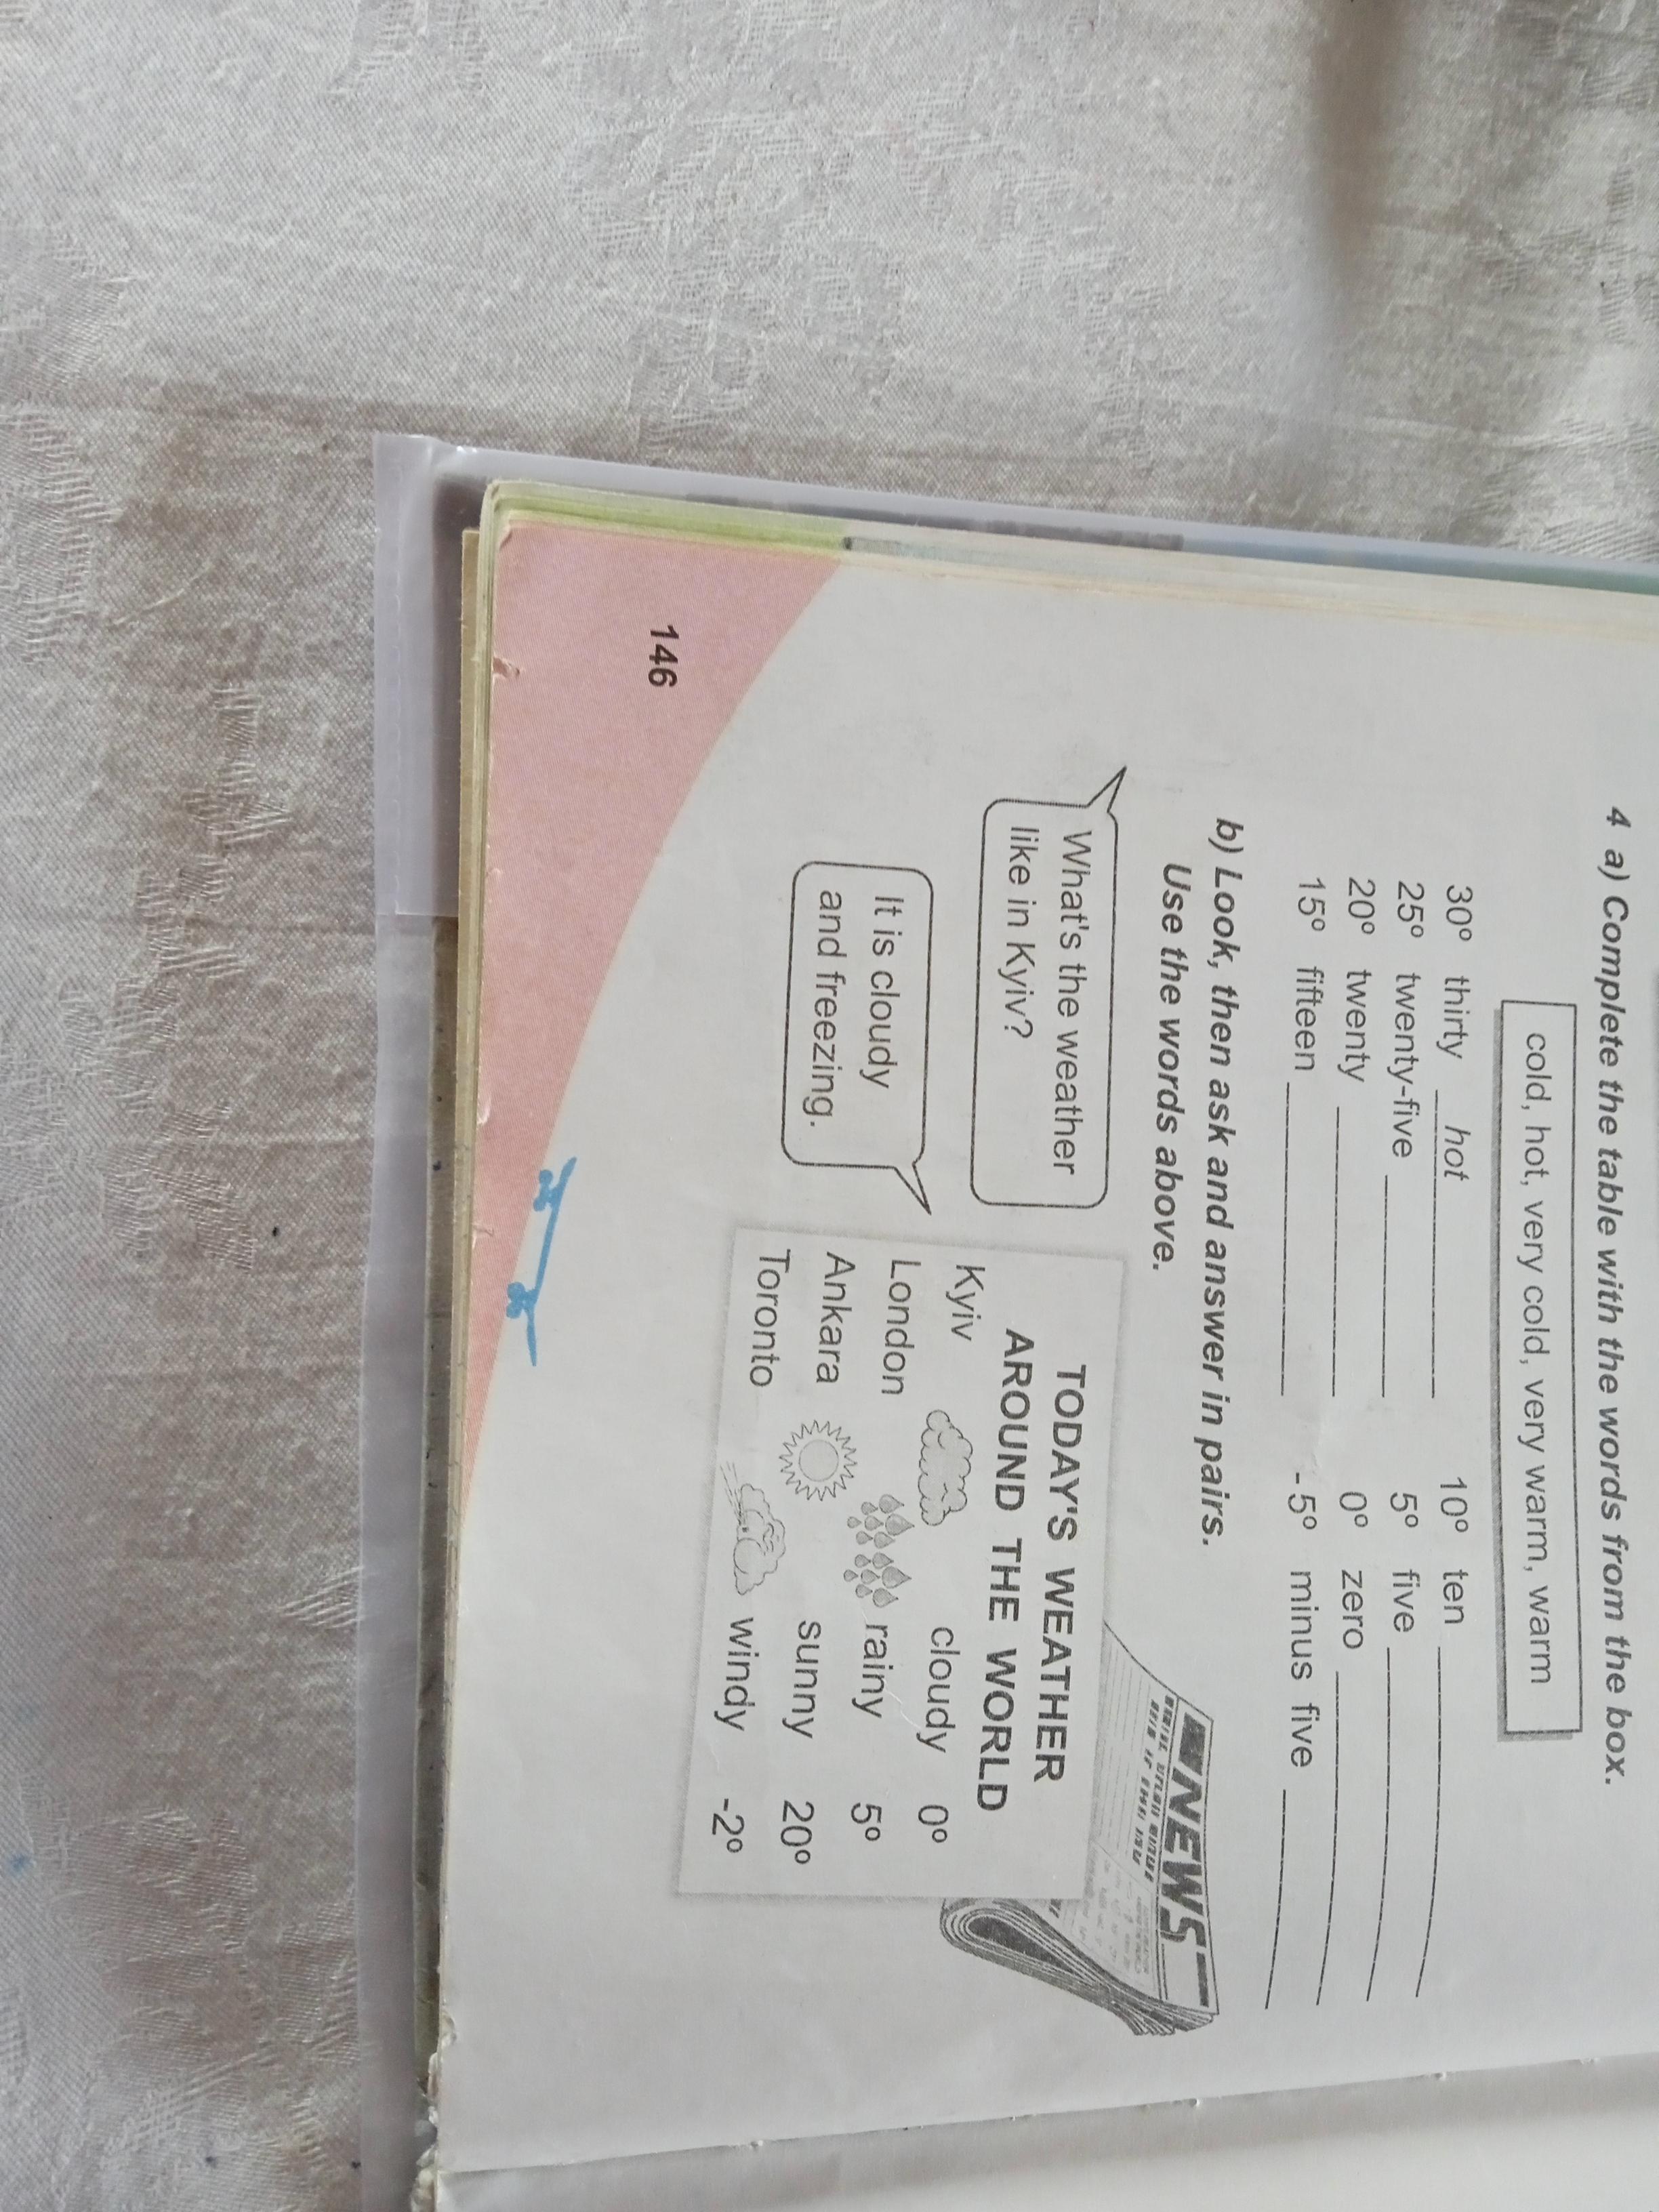 4 a) Complete the table with the words from the box.
cold, hot, very cold, very warm, warm
30° thirty hot
25° twenty-five
20° twenty
15° fifteen
10° ten
5° five
0° zero
-5° minus five
b) Look, then ask and answer in pairs.
Use the words above.
What's the weather
like in Kyiv?
It is cloudy
and freezing.
NEWS
TODAY'S WEATHER
AROUND THE WORLD
Kyiv cloudy 0°
London rainy 5°
Ankara sunny 20°
Toronto windy -2°
146